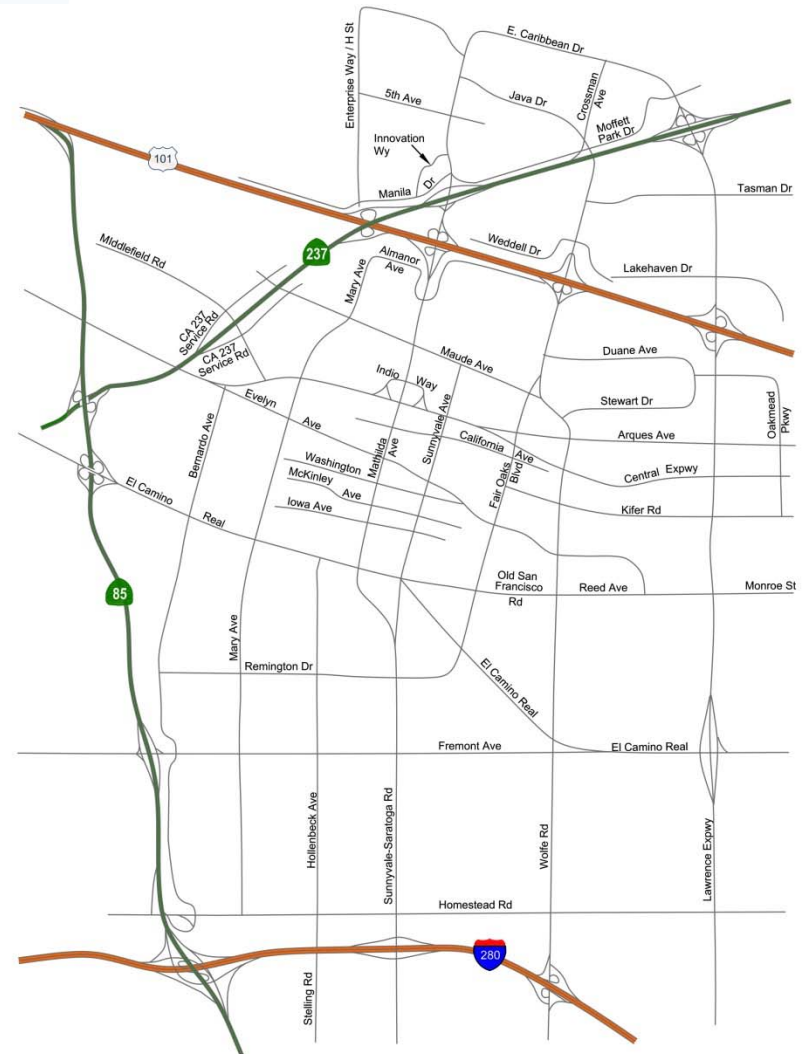 E. Caribbean Dr
Enterprise Way / H St
5th Ave
Java Dr
Crossman
Ave
Moffett
Park Dr
Innovation
Wy
101
Manila
Dr
Tasman Dr
MIddlefield Rd
237
Almanor
Ave
Weddell Dr
Lakehaven Dr
Mary Ave
CA 237
Service Rd
CA 237
Service Rd
Maude Ave
Duane Ave
Indio Way
Stewart Dr
Evelyn
Ave
Sunnyvale Ave
California Ave
Arques Ave
Oakmead
Pkwy
Bernardo Ave
Mathilda
Ave
Washington
McKinley
Ave
Fair Oaks
Blvd
Central Expwy
El Camino
Real
Iowa Ave
Kifer Rd
85
Old San
Francisco
Rd
Reed Ave
Monroe St
Mary Ave
Remington Dr
El Camino Real
Fremont Ave
El Camino Real
Hollenbeck Ave
Sunnyvale-Saratoga Rd
Wolfe Rd
Lawrence Expwy
Homestead Rd
280
Stelling Rd